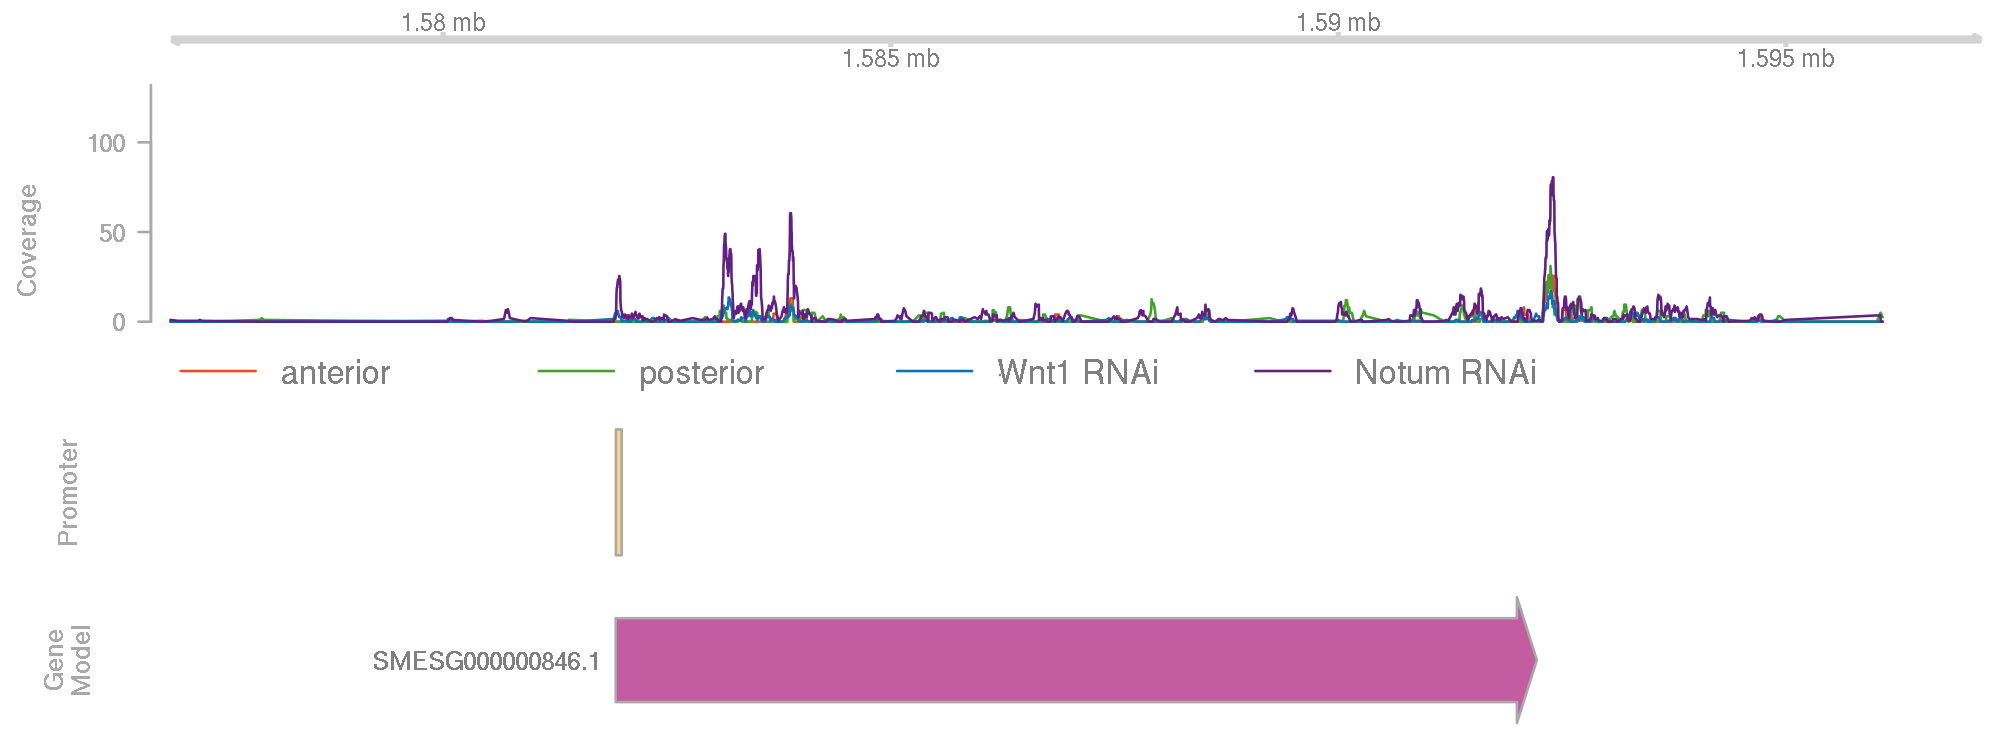 1.58 mb
1.59 mb
1.585 mb
1.595 mb
Coverage
100
50
0
anterior
posterior
Wnt1 RNAi
Notum RNAi
Promoter
Gene
Model
SMESG000000846.1